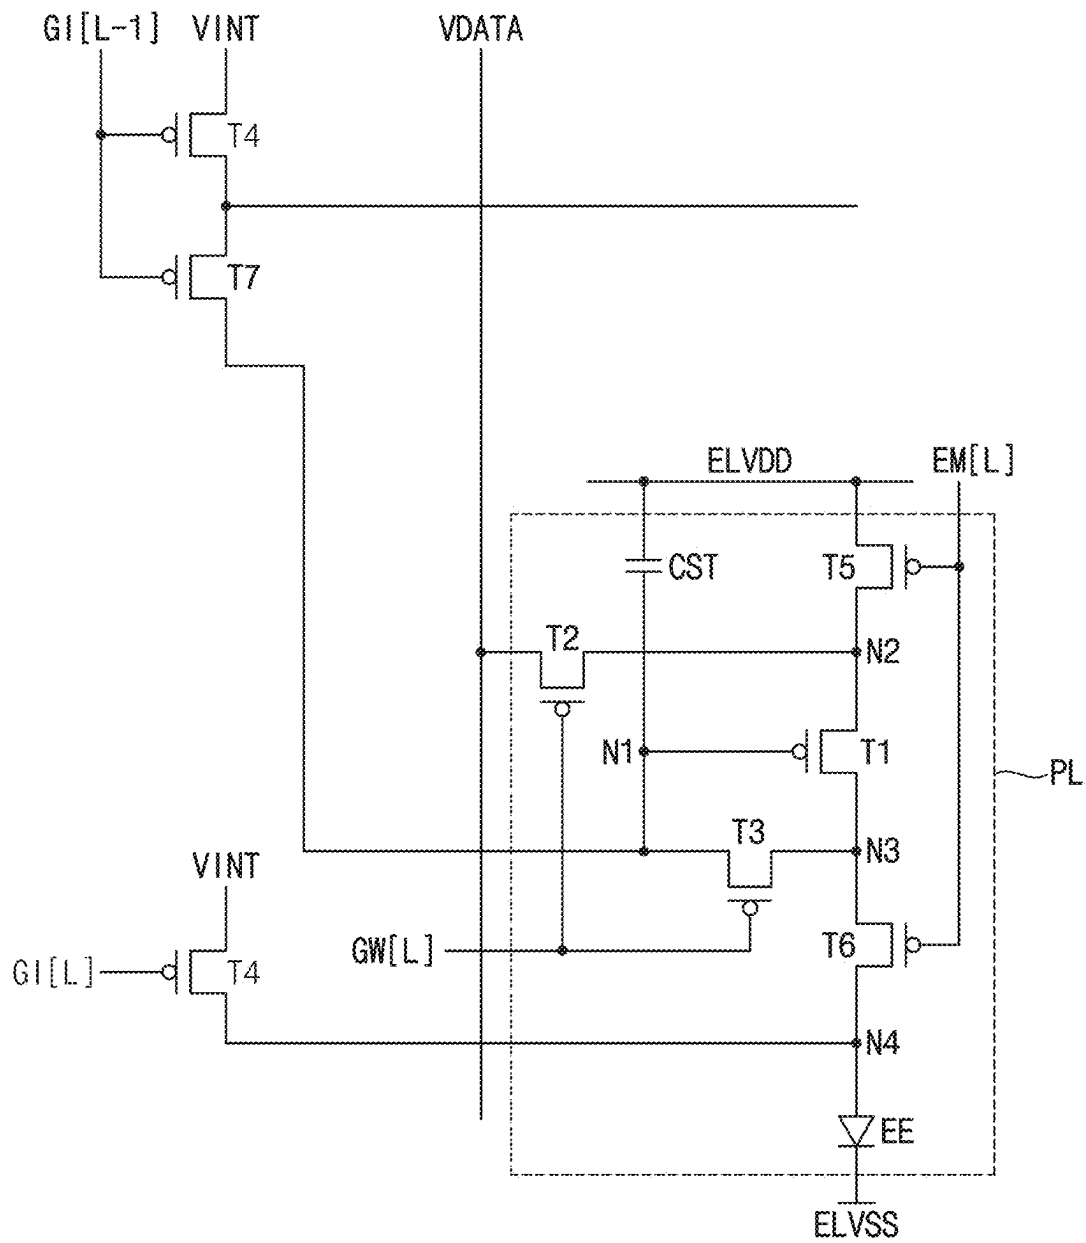 GI[L-1] VINT VDATA
T4
T7
ELVDD EM[L]
CST T5
T2 N2
N1 T1
PL
T3 N3
VINT
GW[L] T6
GI[L] T4
N4
EE
ELVSS